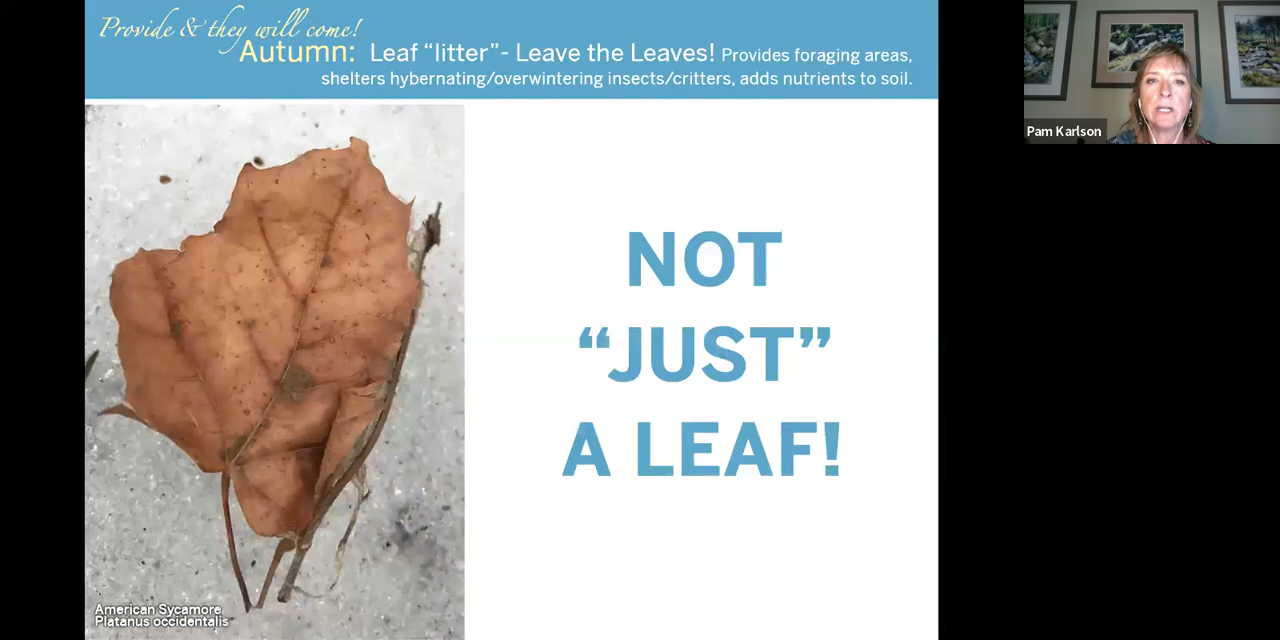 Provide & they will come!
Autumn: Leaf “litter”- Leave the Leaves! Provides foraging areas,
shelters hybernating/overwintering insects/critters, adds nutrients to soil.
Pam Karlson
NOT
“JUST”
A LEAF!
American Sycamore
Platanus occidentalis